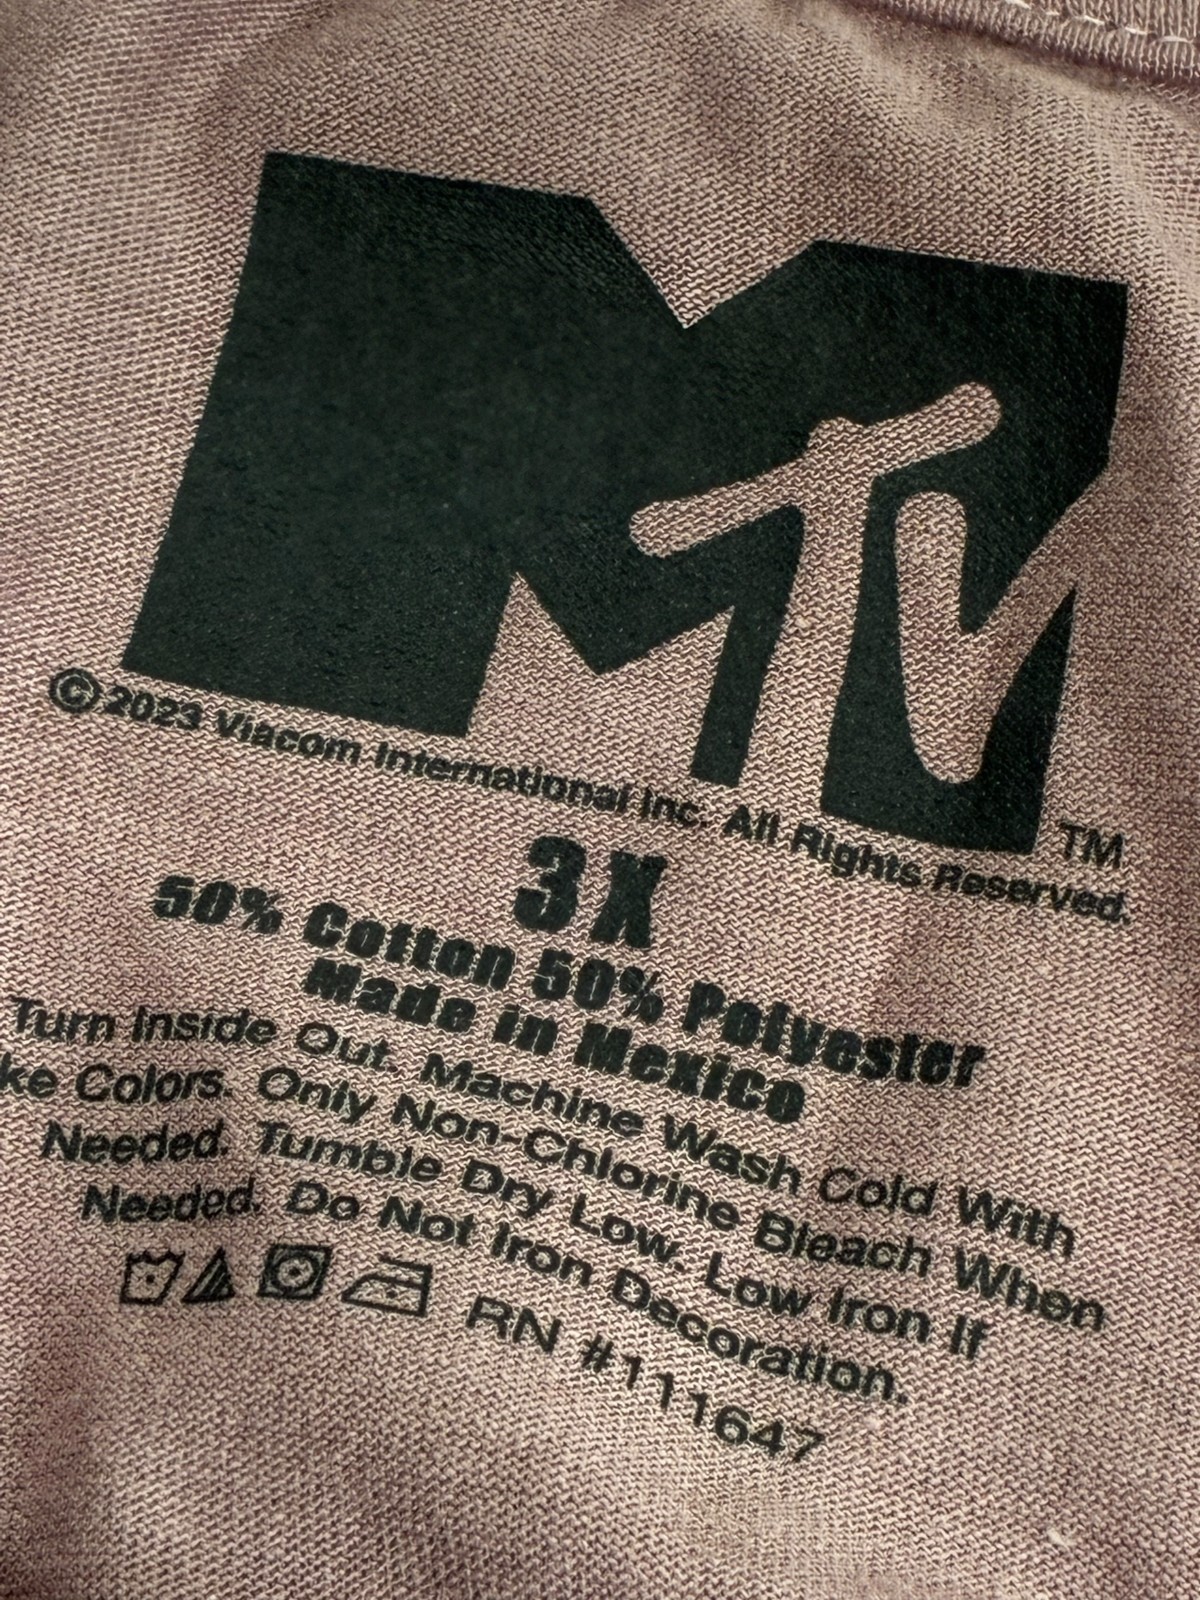 MTV
TM
© 2023 Viacom International Inc. All Rights Reserved.
3X
50% Cotton 50% Polyester
Made in Mexico
Turn Inside Out. Machine Wash Cold With
ke Colors. Only Non-Chlorine Bleach When
Needed. Tumble Dry Low. Low Iron If
Needed. Do Not Iron Decoration.
RN #111647